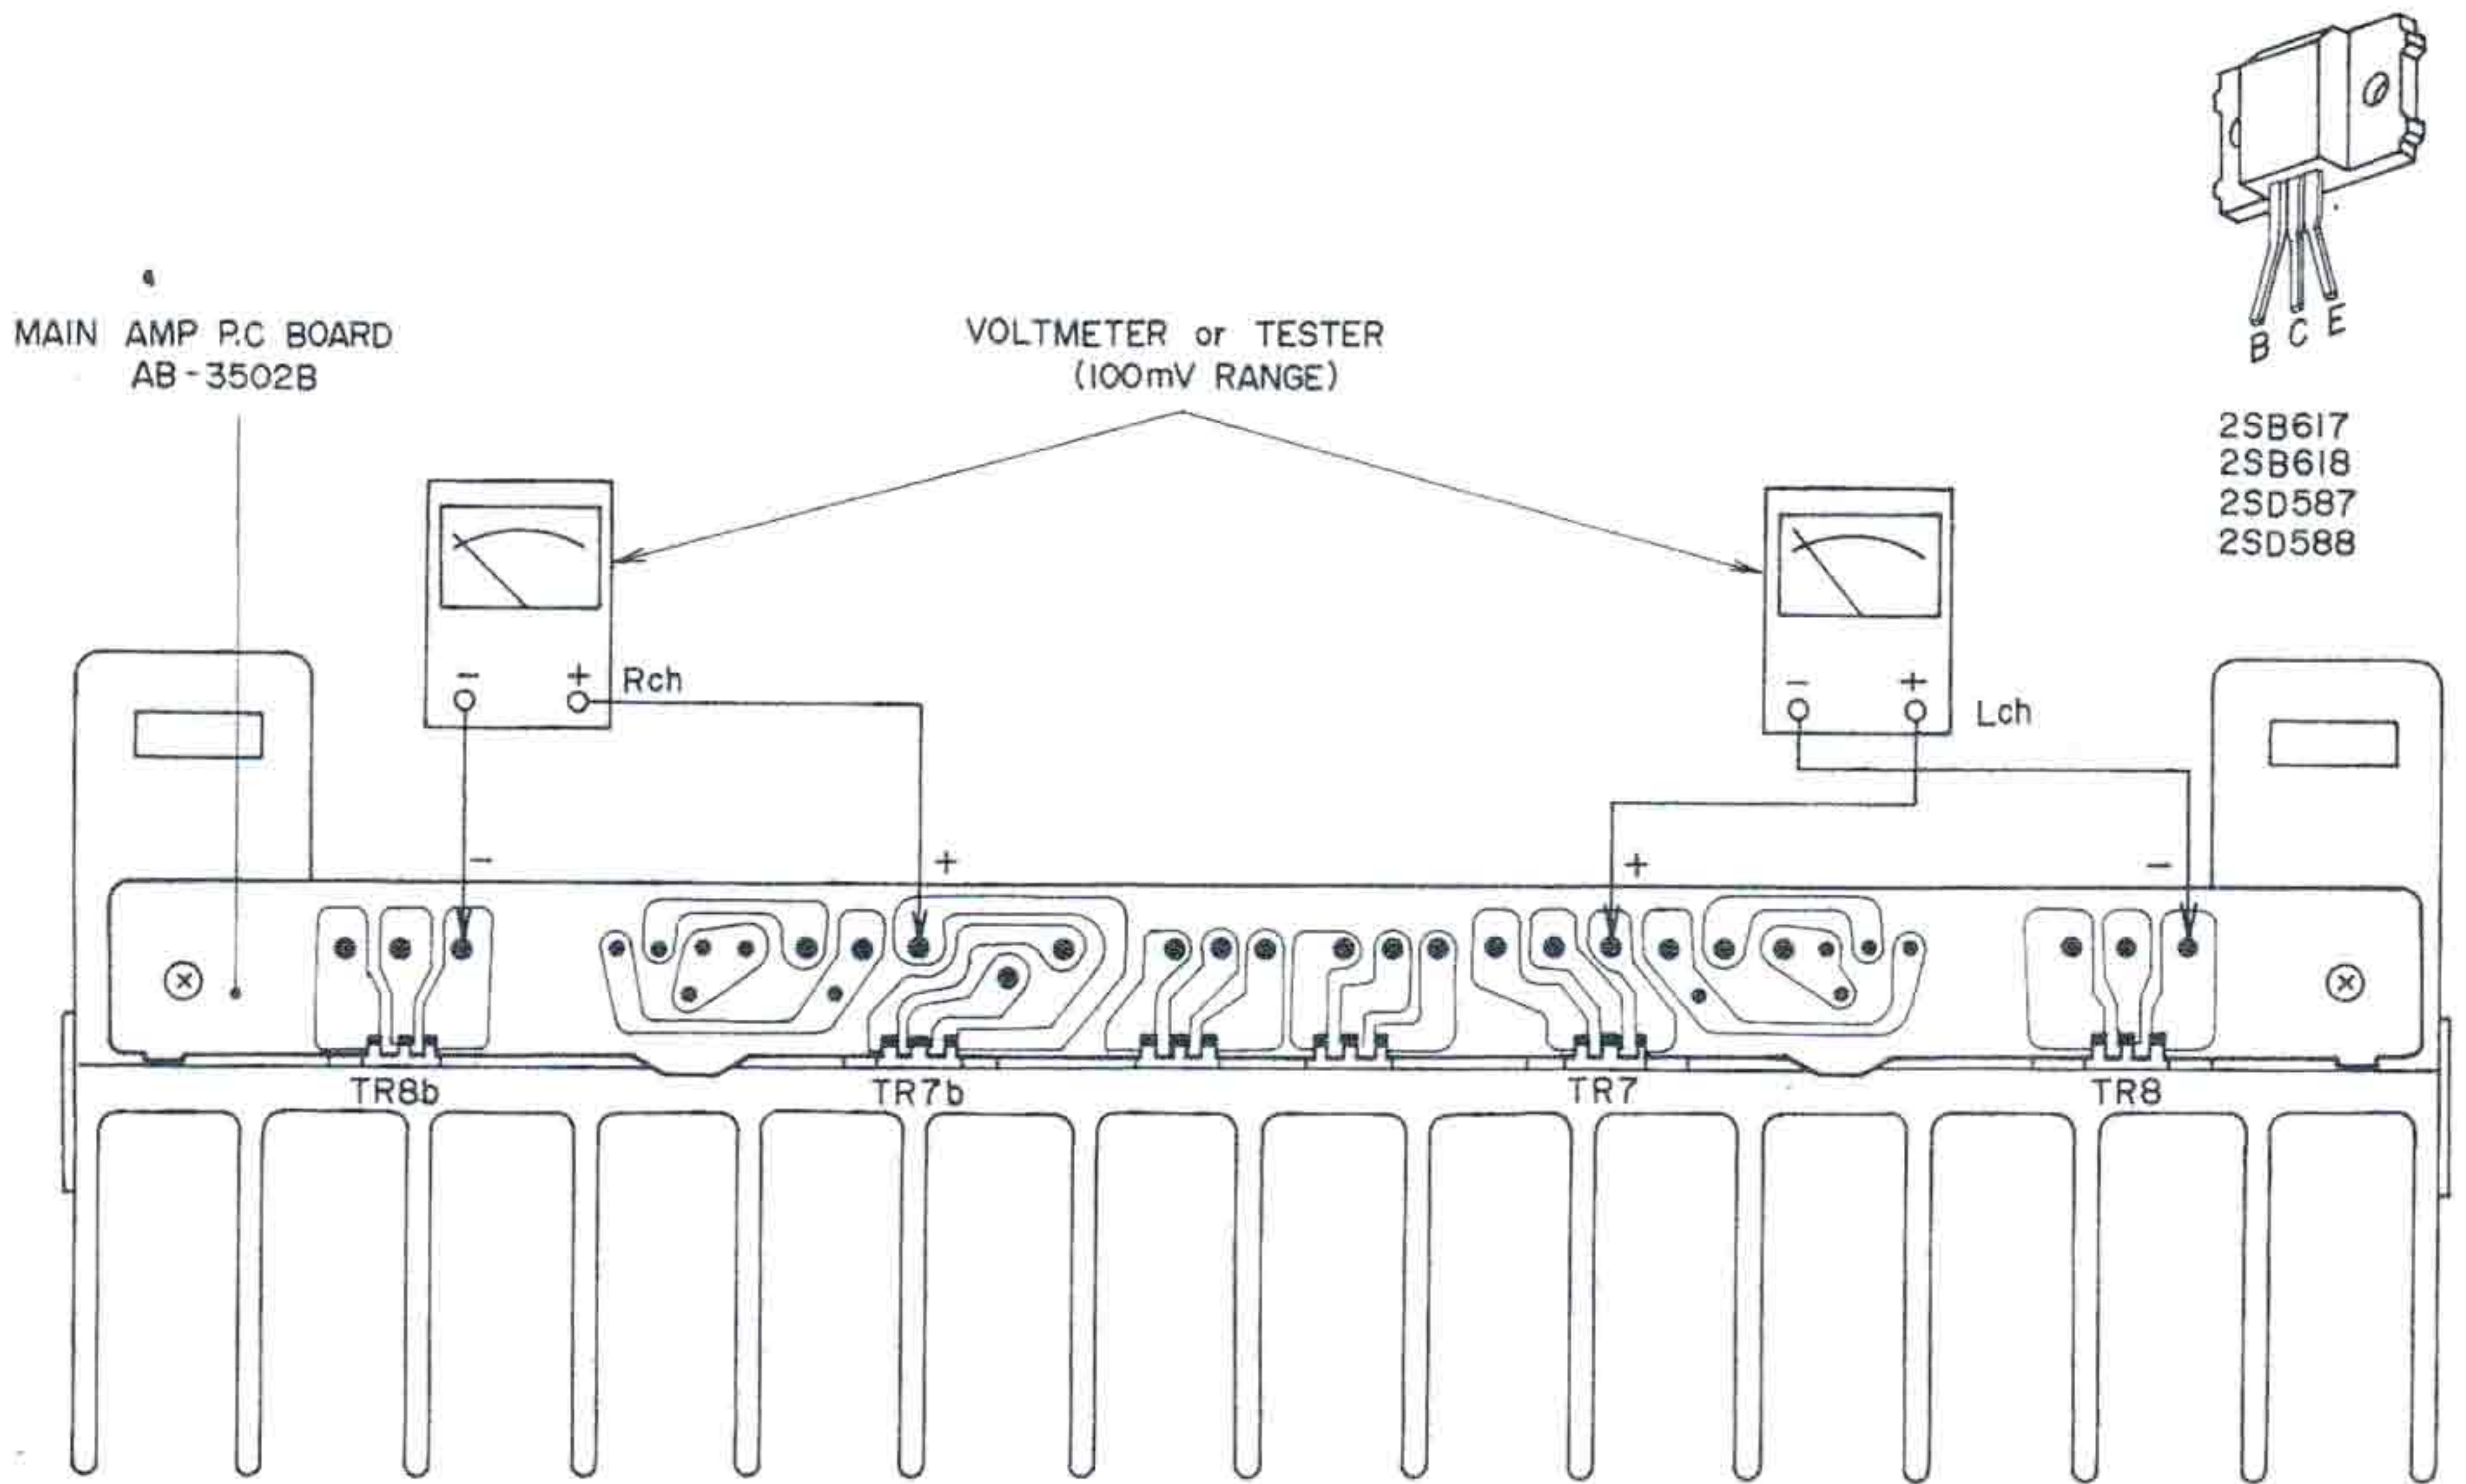 MAIN AMP P.C BOARD
AB-3502B
VOLTMETER or TESTER
(100mV RANGE)
B C E
2SB617
2SB618
2SD587
2SD588
- + Rch
- + Lch
- + + -
TR8b TR7b TR7 TR8